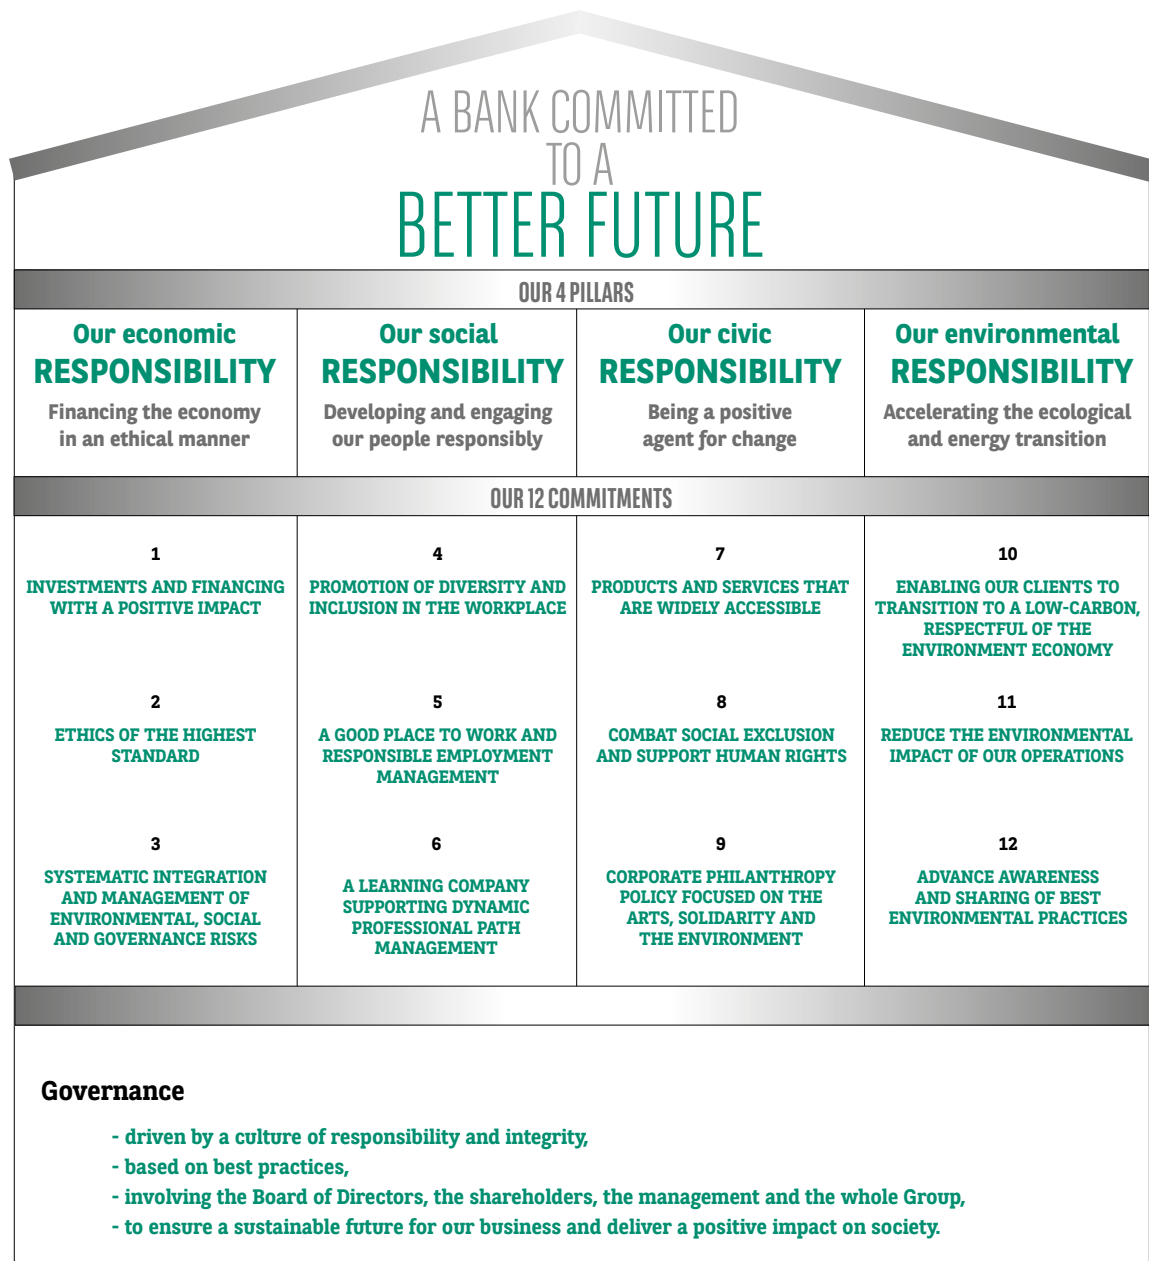 A BANK COMMITTED
TO A
BETTER FUTURE
OUR 4 PILLARS
Our economic
RESPONSIBILITY
Financing the economy
in an ethical manner
Our social
RESPONSIBILITY
Developing and engaging
our people responsibly
Our civic
RESPONSIBILITY
Being a positive
agent for change
Our environmental
RESPONSIBILITY
Accelerating the ecological
and energy transition
OUR 12 COMMITMENTS
1
INVESTMENTS AND FINANCING
WITH A POSITIVE IMPACT
2
ETHICS OF THE HIGHEST
STANDARD
3
SYSTEMATIC INTEGRATION
AND MANAGEMENT OF
ENVIRONMENTAL, SOCIAL
AND GOVERNANCE RISKS
4
PROMOTION OF DIVERSITY AND
INCLUSION IN THE WORKPLACE
5
A GOOD PLACE TO WORK AND
RESPONSIBLE EMPLOYMENT
MANAGEMENT
6
A LEARNING COMPANY
SUPPORTING DYNAMIC
PROFESSIONAL PATH
MANAGEMENT
7
PRODUCTS AND SERVICES THAT
ARE WIDELY ACCESSIBLE
8
COMBAT SOCIAL EXCLUSION
AND SUPPORT HUMAN RIGHTS
9
CORPORATE PHILANTHROPY
POLICY FOCUSED ON THE
ARTS, SOLIDARITY AND
THE ENVIRONMENT
10
ENABLING OUR CLIENTS TO
TRANSITION TO A LOW-CARBON,
RESPECTFUL OF THE
ENVIRONMENT ECONOMY
11
REDUCE THE ENVIRONMENTAL
IMPACT OF OUR OPERATIONS
12
ADVANCE AWARENESS
AND SHARING OF BEST
ENVIRONMENTAL PRACTICES
Governance
- driven by a culture of responsibility and integrity,
- based on best practices,
- involving the Board of Directors, the shareholders, the management and the whole Group,
- to ensure a sustainable future for our business and deliver a positive impact on society.